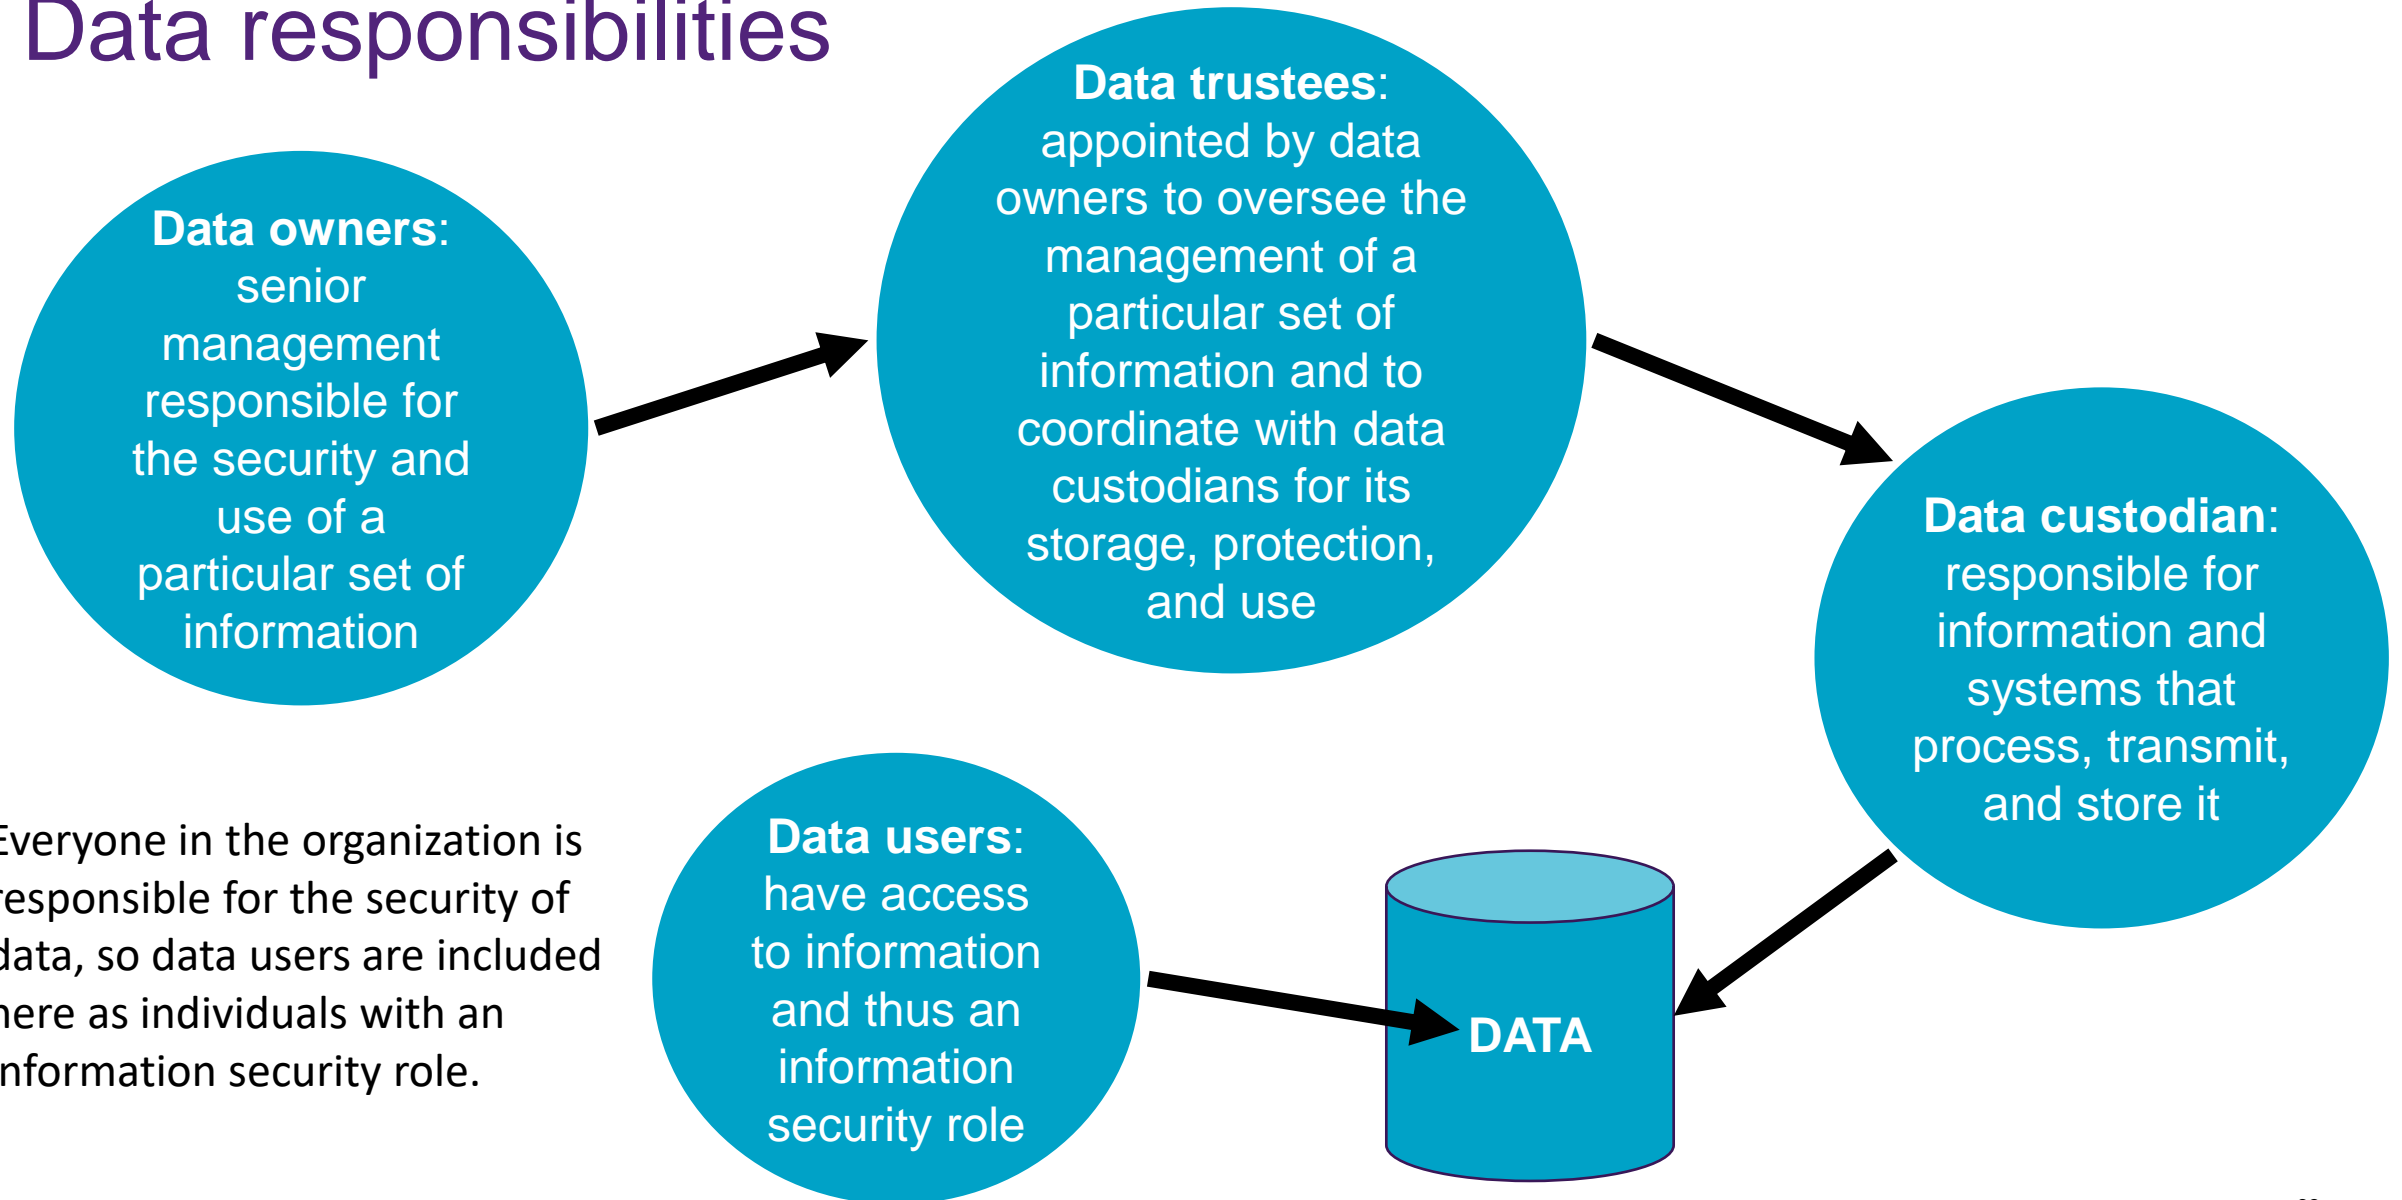 Data responsibilities
Data owners:
senior
management
responsible for
the security and
use of a
particular set of
information
Data trustees:
appointed by data
owners to oversee the
management of a
particular set of
information and to
coordinate with data
custodians for its
storage, protection,
and use
Data custodian:
responsible for
information and
systems that
process, transmit,
and store it
Everyone in the organization is
responsible for the security of
data, so data users are included
here as individuals with an
information security role.
Data users:
have access
to information
and thus an
information
security role
DATA